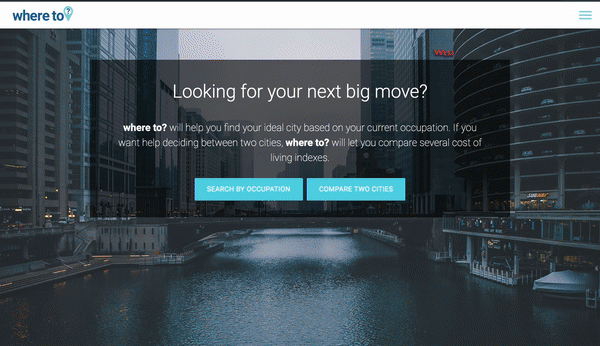 where to?
Looking for your next big move?
where to? will help you find your ideal city based on your current occupation. If you
want help deciding between two cities, where to? will let you compare several cost of
living indexes.
SEARCH BY OCCUPATION COMPARE TWO CITIES